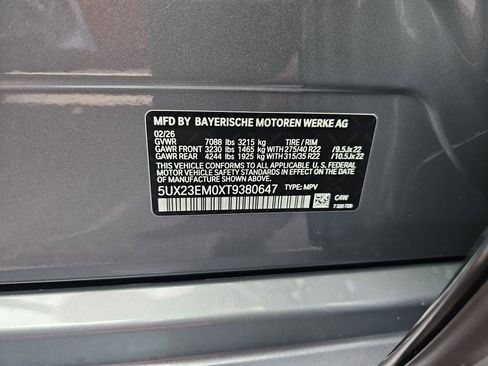 MFD BY BAYERISCHE MOTOREN WERKE AG
02/26
GVWR 7088 lbs 3215 kg TIRE / RIM
GAWR FRONT 3230 lbs 1465 kg WITH 275/40 R22 /9.5Jx22
GAWR REAR 4244 lbs 1925 kg WITH 315/35 R22 /10.5Jx22
THIS VEHICLE CONFORMS TO ALL APPLICABLE
U.S. FEDERAL MOTOR VEHICLE SAFETY AND
THEFT PREVENTION STANDARDS IN EFFECT ON
THE DATE OF MANUFACTURE SHOWN ABOVE.
5UX23EM0XT9380647 TYPE: MPV
C4W